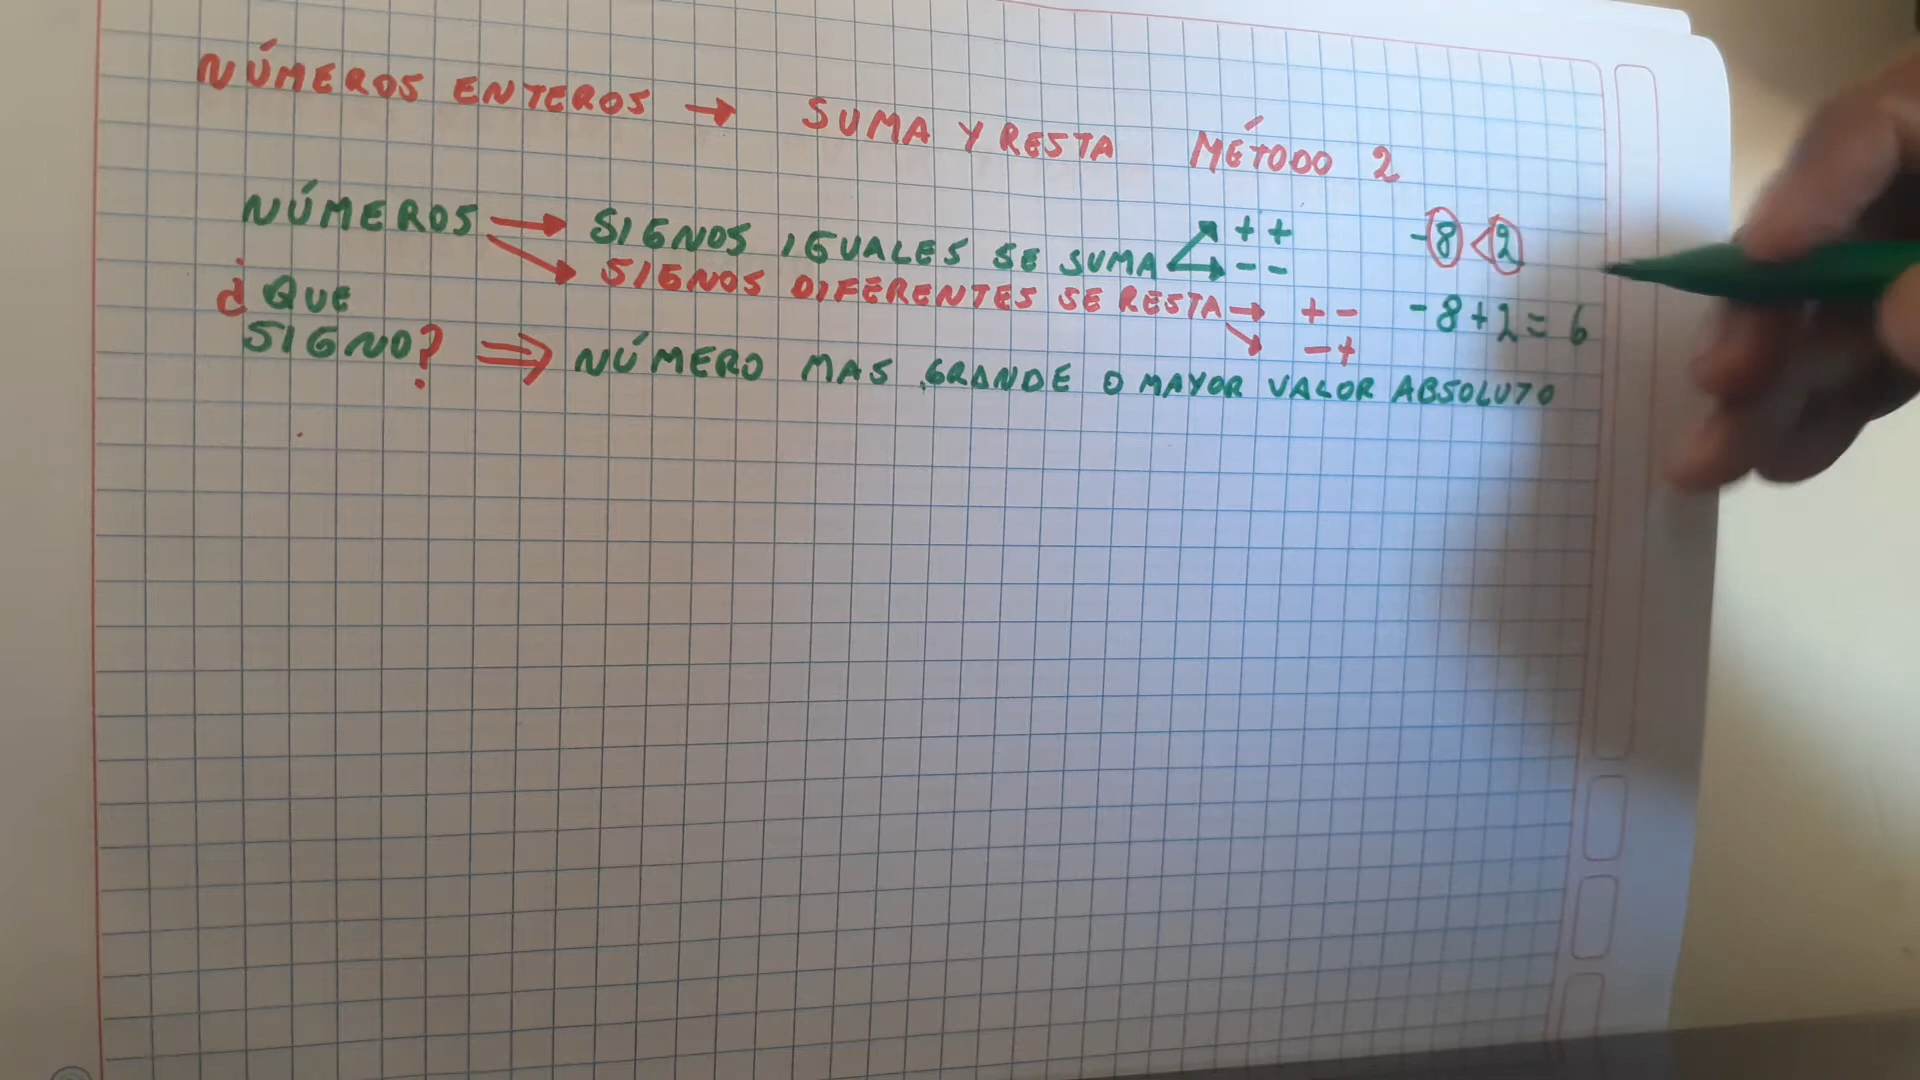 NÚMEROS ENTEROS → SUMA Y RESTA MÉTODO 2
NÚMEROS → SIGNOS IGUALES SE SUMA ++
--
-8 < 2
SIGNOS DIFERENTES SE RESTA → + -
- +
-8+2= 6
¿QUE
SIGNO? ⇒ NÚMERO MAS GRANDE O MAYOR VALOR ABSOLUTO